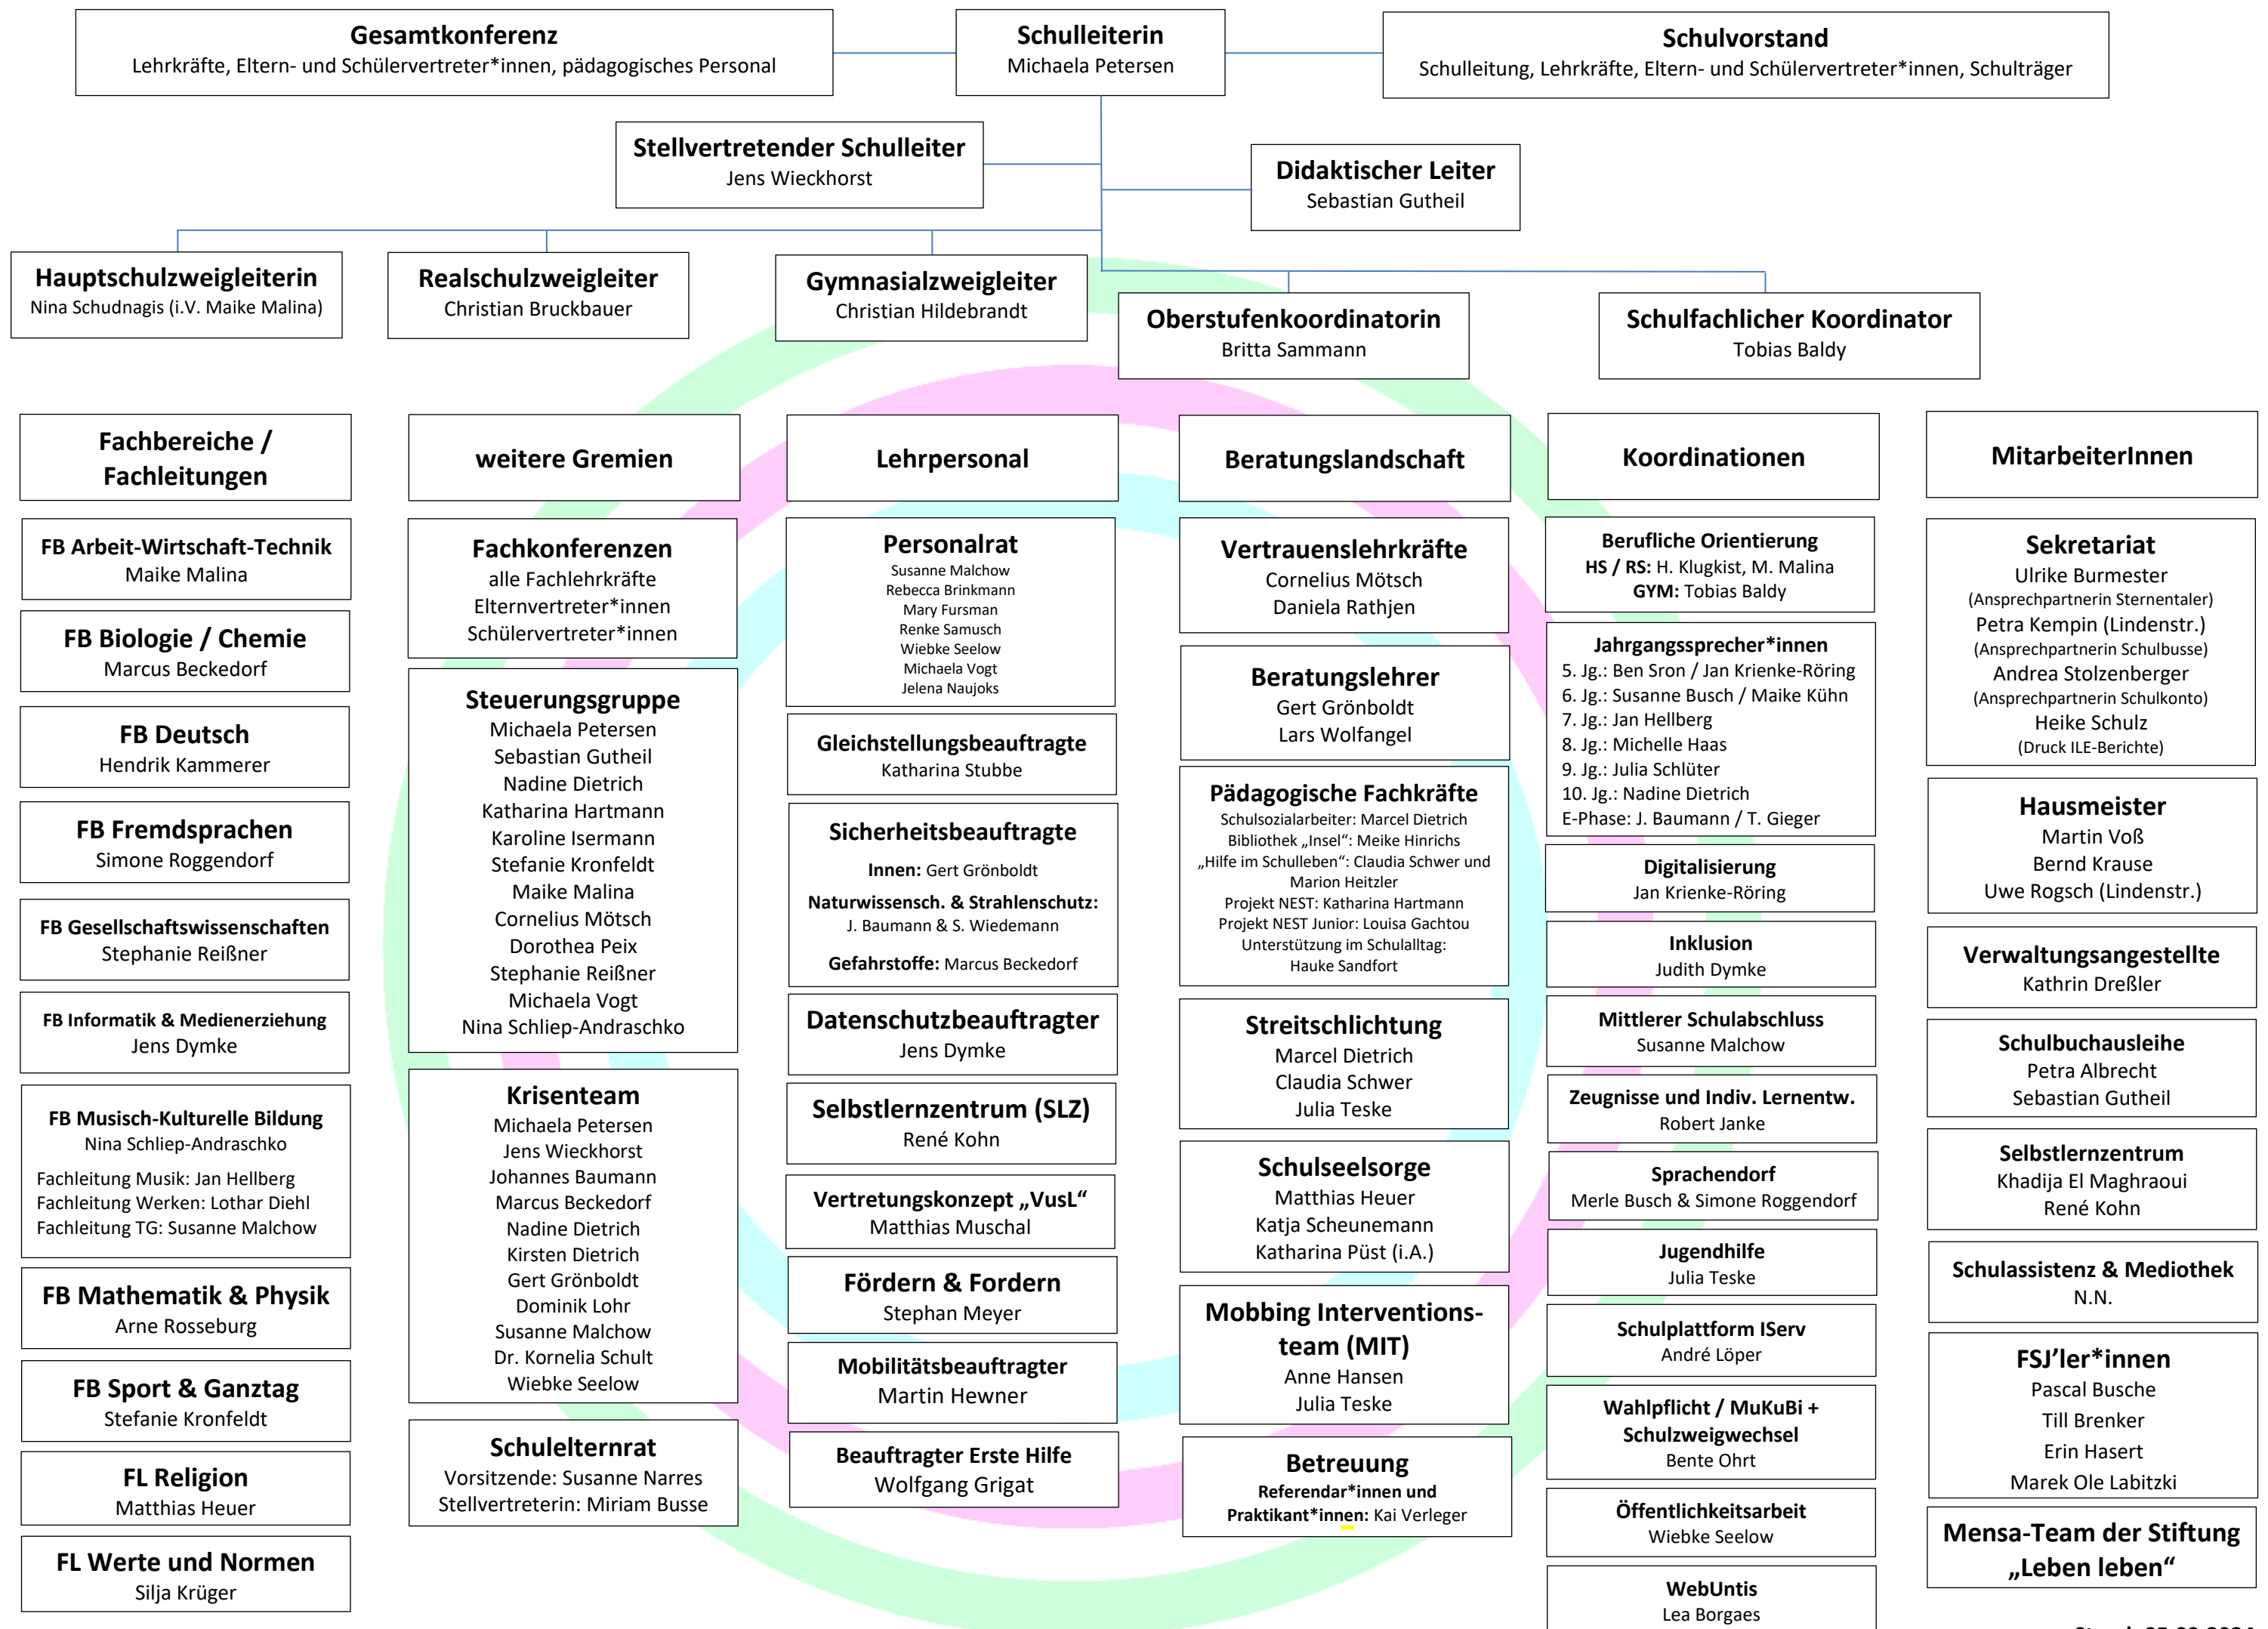 Gesamtkonferenz
Lehrkräfte, Eltern- und Schülervertreter*innen, pädagogisches Personal
Schulleiterin
Michaela Petersen
Schulvorstand
Schulleitung, Lehrkräfte, Eltern- und Schülervertreter*innen, Schulträger
Stellvertretender Schulleiter
Jens Wieckhorst
Didaktischer Leiter
Sebastian Gutheil
Hauptschulzweigleiterin
Nina Schudnagis (i.V. Maike Malina)
Realschulzweigleiter
Christian Bruckbauer
Gymnasialzweigleiter
Christian Hildebrandt
Oberstufenkoordinatorin
Britta Sammann
Schulfachlicher Koordinator
Tobias Baldy
Fachbereiche /
Fachleitungen
FB Arbeit-Wirtschaft-Technik
Maike Malina
FB Biologie / Chemie
Marcus Beckedorf
FB Deutsch
Hendrik Kammerer
FB Fremdsprachen
Simone Roggendorf
FB Gesellschaftswissenschaften
Stephanie Reißner
FB Informatik & Medienerziehung
Jens Dymke
FB Musisch-Kulturelle Bildung
Nina Schliep-Andraschko
Fachleitung Musik: Jan Hellberg
Fachleitung Werken: Lothar Diehl
Fachleitung TG: Susanne Malchow
FB Mathematik & Physik
Arne Rosseburg
FB Sport & Ganztag
Stefanie Kronfeldt
FL Religion
Matthias Heuer
FL Werte und Normen
Silja Krüger
weitere Gremien
Fachkonferenzen
alle Fachlehrkräfte
Elternvertreter*innen
Schülervertreter*innen
Steuerungsgruppe
Michaela Petersen
Sebastian Gutheil
Nadine Dietrich
Katharina Hartmann
Karoline Isermann
Stefanie Kronfeldt
Maike Malina
Cornelius Mötsch
Dorothea Peix
Stephanie Reißner
Michaela Vogt
Nina Schliep-Andraschko
Krisenteam
Michaela Petersen
Jens Wieckhorst
Johannes Baumann
Marcus Beckedorf
Nadine Dietrich
Kirsten Dietrich
Gert Grönboldt
Dominik Lohr
Susanne Malchow
Dr. Kornelia Schult
Wiebke Seelow
Schulelternrat
Vorsitzende: Susanne Narres
Stellvertreterin: Miriam Busse
Lehrpersonal
Personalrat
Susanne Malchow
Rebecca Brinkmann
Mary Fursman
Renke Samusch
Wiebke Seelow
Michaela Vogt
Jelena Naujoks
Gleichstellungsbeauftragte
Katharina Stubbe
Sicherheitsbeauftragte
Innen: Gert Grönboldt
Naturwissensch. & Strahlenschutz:
J. Baumann & S. Wiedemann
Gefahrstoffe: Marcus Beckedorf
Datenschutzbeauftragter
Jens Dymke
Selbstlernzentrum (SLZ)
René Kohn
Vertretungskonzept „VusL“
Matthias Muschal
Fördern & Fordern
Stephan Meyer
Mobilitätsbeauftragter
Martin Hewner
Beauftragter Erste Hilfe
Wolfgang Grigat
Beratungslandschaft
Vertrauenslehrkräfte
Cornelius Mötsch
Daniela Rathjen
Beratungslehrer
Gert Grönboldt
Lars Wolfangel
Pädagogische Fachkräfte
Schulsozialarbeiter: Marcel Dietrich
Bibliothek „Insel“: Meike Hinrichs
„Hilfe im Schulleben“: Claudia Schwer und
Marion Heitzler
Projekt NEST: Katharina Hartmann
Projekt NEST Junior: Louisa Gachtou
Unterstützung im Schulalltag:
Hauke Sandfort
Streitschlichtung
Marcel Dietrich
Claudia Schwer
Julia Teske
Schulseelsorge
Matthias Heuer
Katja Scheunemann
Katharina Püst (i.A.)
Mobbing Interventions-
team (MIT)
Anne Hansen
Julia Teske
Betreuung
Referendar*innen und
Praktikant*innen: Kai Verleger
Koordinationen
Berufliche Orientierung
HS / RS: H. Klugkist, M. Malina
GYM: Tobias Baldy
Jahrgangssprecher*innen
5. Jg.: Ben Sron / Jan Krienke-Röring
6. Jg.: Susanne Busch / Maike Kühn
7. Jg.: Jan Hellberg
8. Jg.: Michelle Haas
9. Jg.: Julia Schlüter
10. Jg.: Nadine Dietrich
E-Phase: J. Baumann / T. Gieger
Digitalisierung
Jan Krienke-Röring
Inklusion
Judith Dymke
Mittlerer Schulabschluss
Susanne Malchow
Zeugnisse und Indiv. Lernentw.
Robert Janke
Sprachendorf
Merle Busch & Simone Roggendorf
Jugendhilfe
Julia Teske
Schulplattform IServ
André Löper
Wahlpflicht / MuKuBi +
Schulzweigwechsel
Bente Ohrt
Öffentlichkeitsarbeit
Wiebke Seelow
WebUntis
Lea Borgaes
MitarbeiterInnen
Sekretariat
Ulrike Burmester
(Ansprechpartnerin Sternentaler)
Petra Kempin (Lindenstr.)
(Ansprechpartnerin Schulbusse)
Andrea Stolzenberger
(Ansprechpartnerin Schulkonto)
Heike Schulz
(Druck ILE-Berichte)
Hausmeister
Martin Voß
Bernd Krause
Uwe Rogsch (Lindenstr.)
Verwaltungsangestellte
Kathrin Dreßler
Schulbuchausleihe
Petra Albrecht
Sebastian Gutheil
Selbstlernzentrum
Khadija El Maghraoui
René Kohn
Schulassistenz & Mediothek
N.N.
FSJ’ler*innen
Pascal Busche
Till Brenker
Erin Hasert
Marek Ole Labitzki
Mensa-Team der Stiftung
„Leben leben“